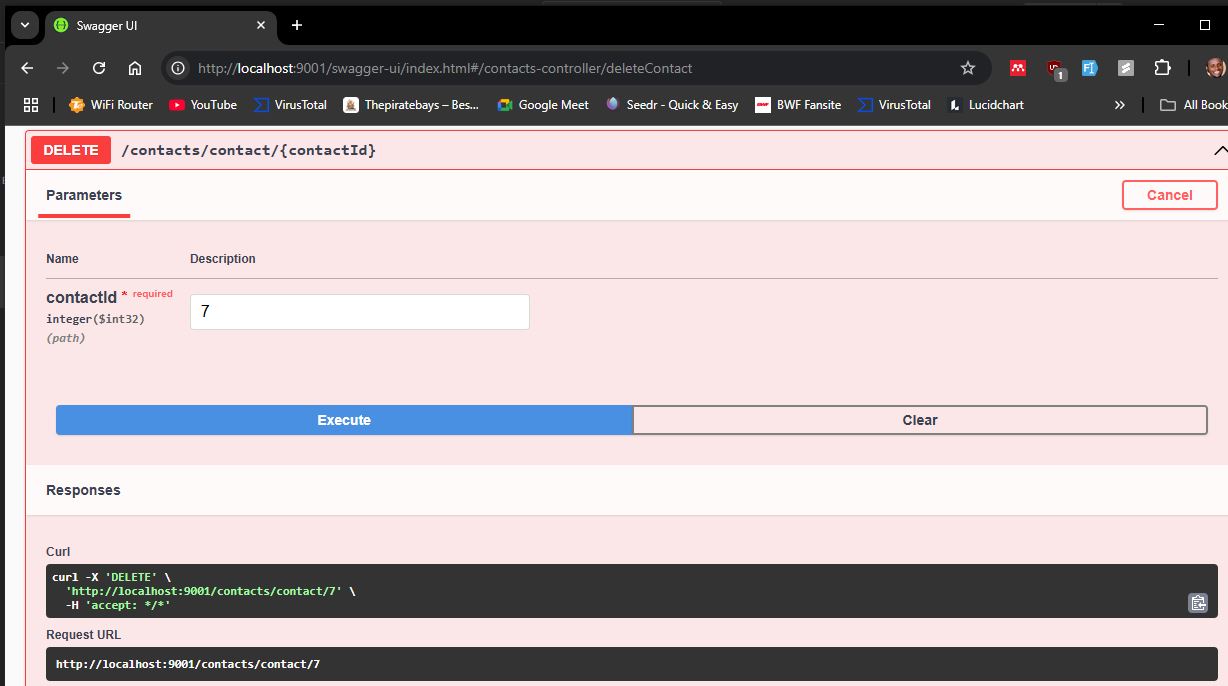 Swagger UI
http://localhost:9001/swagger-ui/index.html#/contacts-controller/deleteContact
1
WiFi Router YouTube VirusTotal Thepiratebays – Bes... Google Meet Seedr - Quick & Easy BWF Fansite VirusTotal Lucidchart » All Book
DELETE /contacts/contact/{contactId}
Parameters Cancel
Name Description
contactId * required 7
integer($int32)
(path)
Execute Clear
Responses
Curl
curl -X 'DELETE' \
'http://localhost:9001/contacts/contact/7' \
-H 'accept: */*'
Request URL
http://localhost:9001/contacts/contact/7